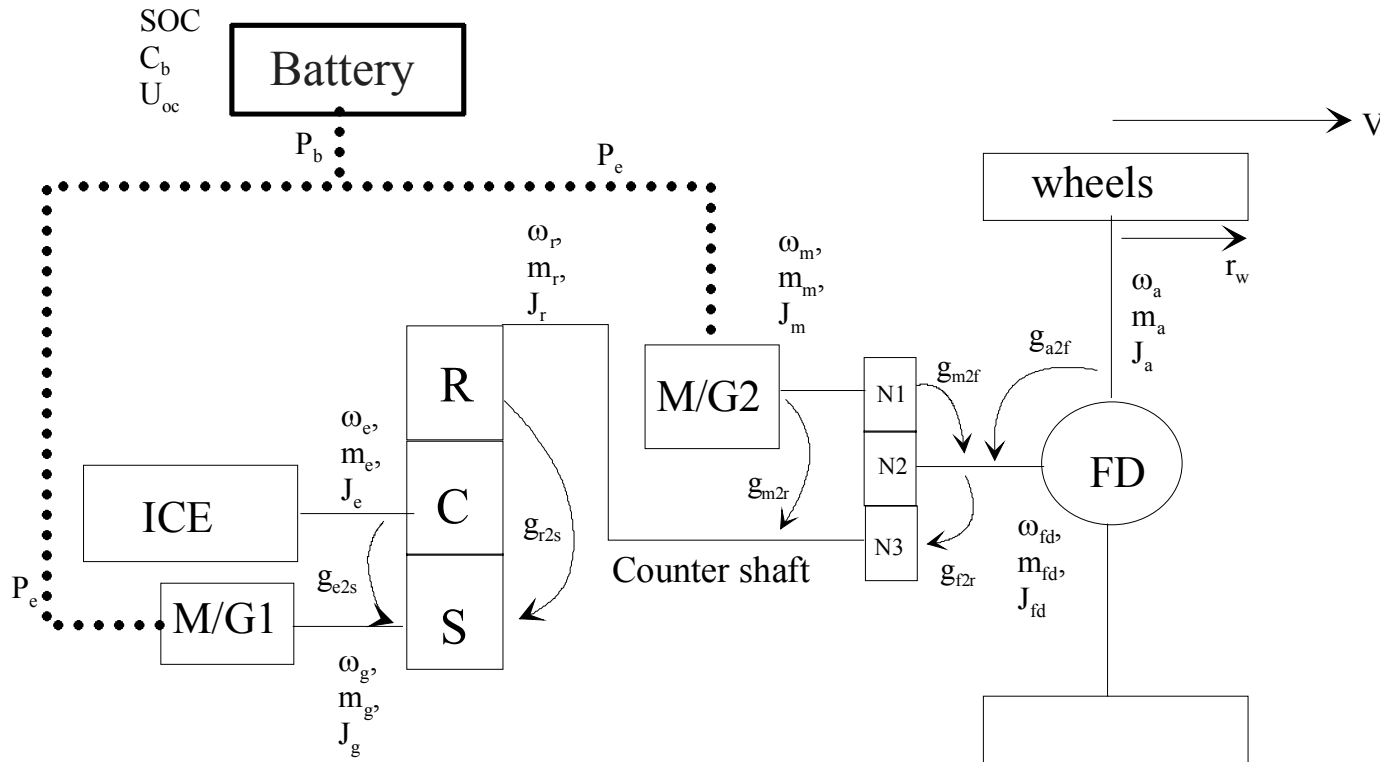 SOC
C_b
U_oc
Battery
P_b
P_e
V
wheels
r_w
ω_r,
m_r,
J_r
ω_m,
m_m,
J_m
ω_a
m_a
J_a
R
C
S
M/G2
N1
N2
N3
g_m2f
g_a2f
FD
ω_e,
m_e,
J_e
ICE
g_e2s
g_r2s
g_m2r
Counter shaft
g_f2r
ω_fd,
m_fd,
J_fd
P_e
M/G1
ω_g,
m_g,
J_g